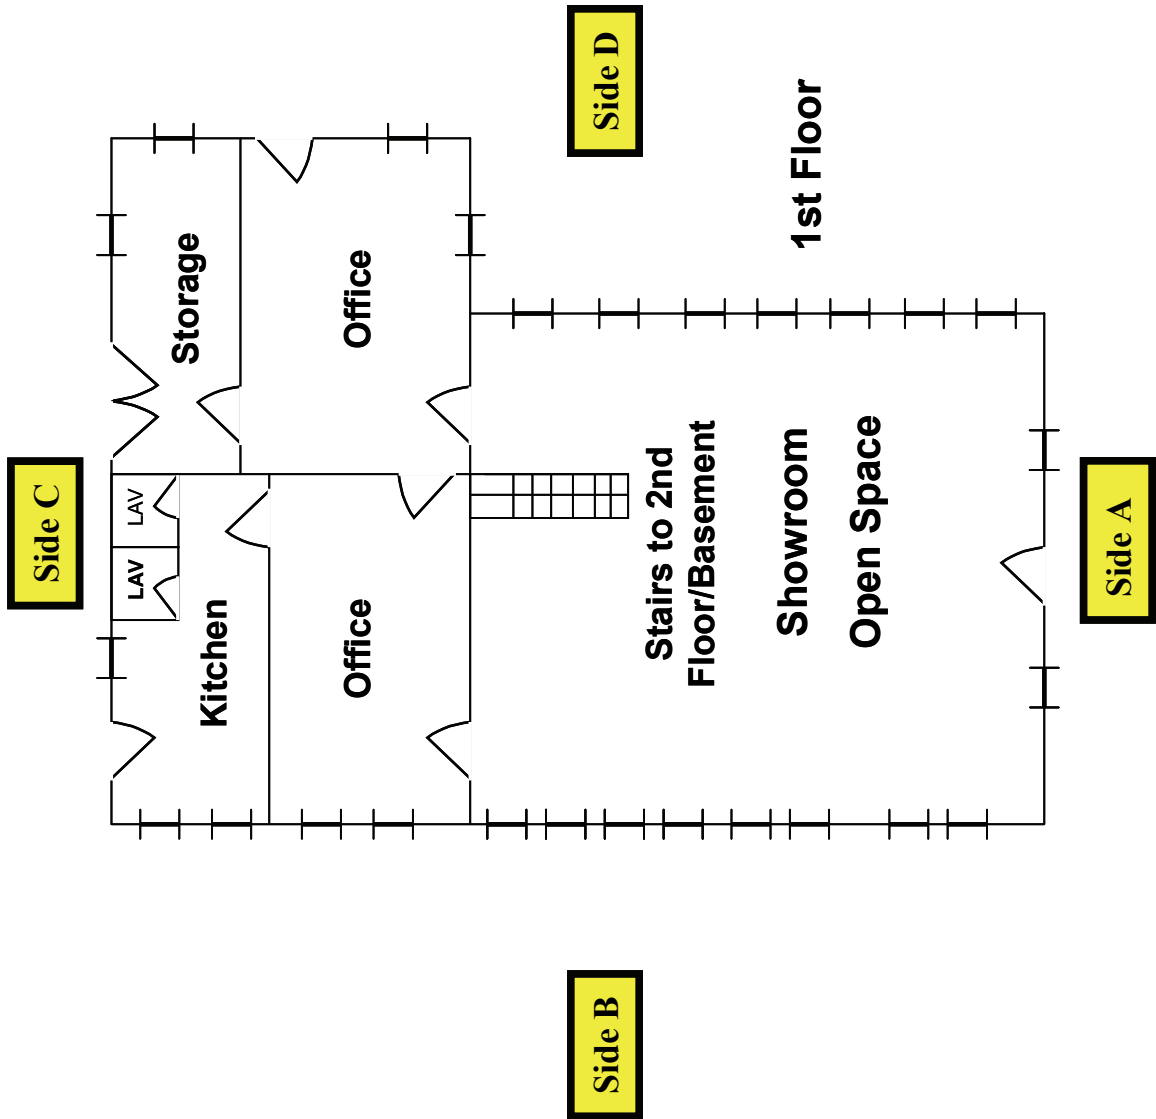 Side C
Side D
Storage
Office
LAV
LAV
Kitchen
Office
1st Floor
Stairs to 2nd
Floor/Basement
Showroom
Open Space
Side A
Side B